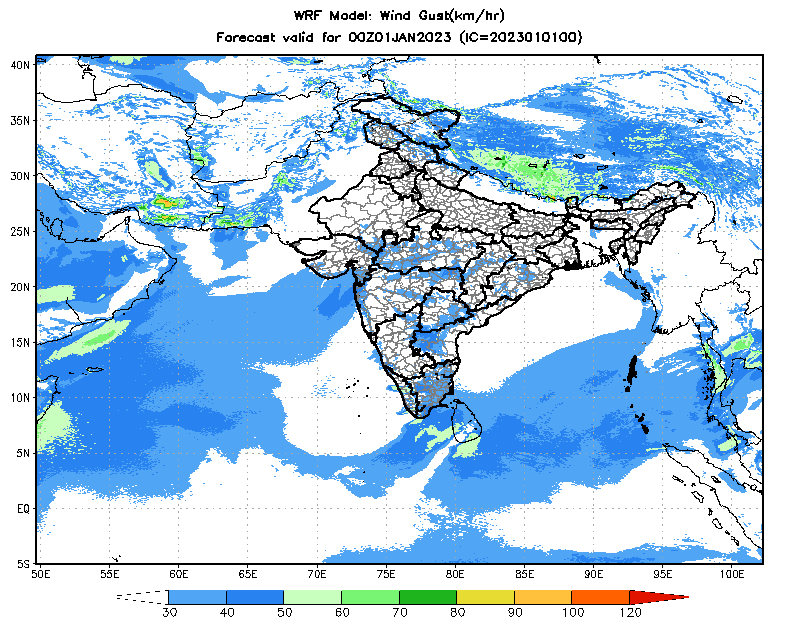 WRF Model: Wind Gust(km/hr)
Forecast valid for 00Z01JAN2023 (IC=2023010100)
40N
35N
30N
25N
20N
15N
10N
5N
EQ
5S
50E 55E 60E 65E 70E 75E 80E 85E 90E 95E 100E
30 40 50 60 70 80 90 100 120